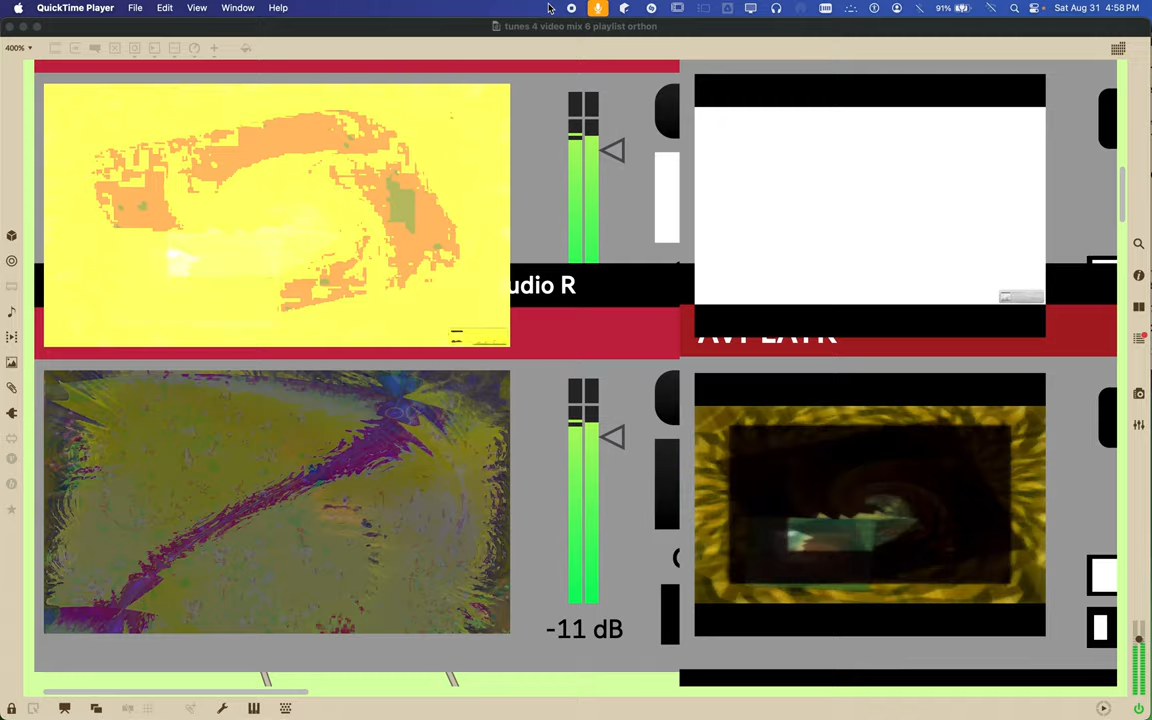 QuickTime Player File Edit View Window Help 91% Sat Aug 31 4:58 PM
tunes 4 video mix 6 playlist orthon
400%
udio R
-11 dB